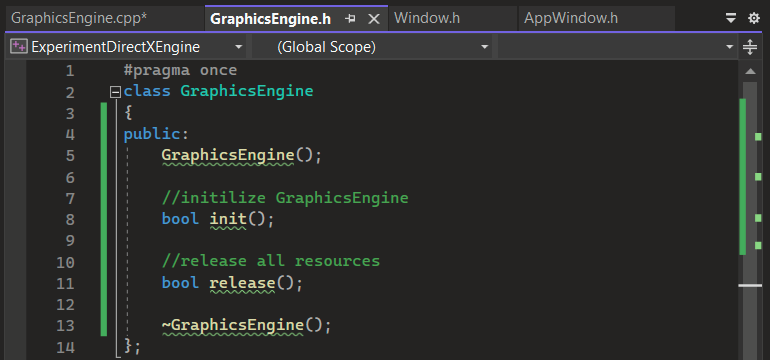 GraphicsEngine.cpp* GraphicsEngine.h Window.h AppWindow.h
ExperimentDirectXEngine (Global Scope)
1 #pragma once
2 class GraphicsEngine
3 {
4 public:
5 GraphicsEngine();
6
7 //initilize GraphicsEngine
8 bool init();
9
10 //release all resources
11 bool release();
12
13 ~GraphicsEngine();
14 };